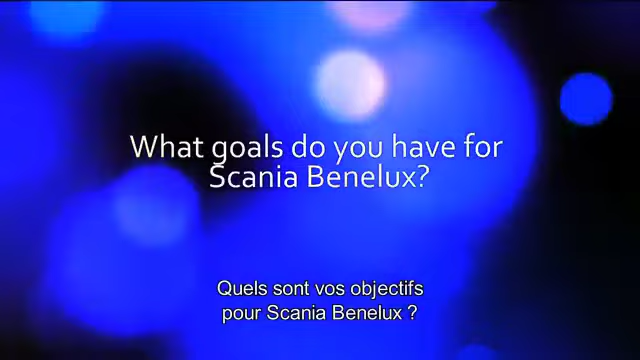 What goals do you have for
Scania Benelux?
Quels sont vos objectifs
pour Scania Benelux ?